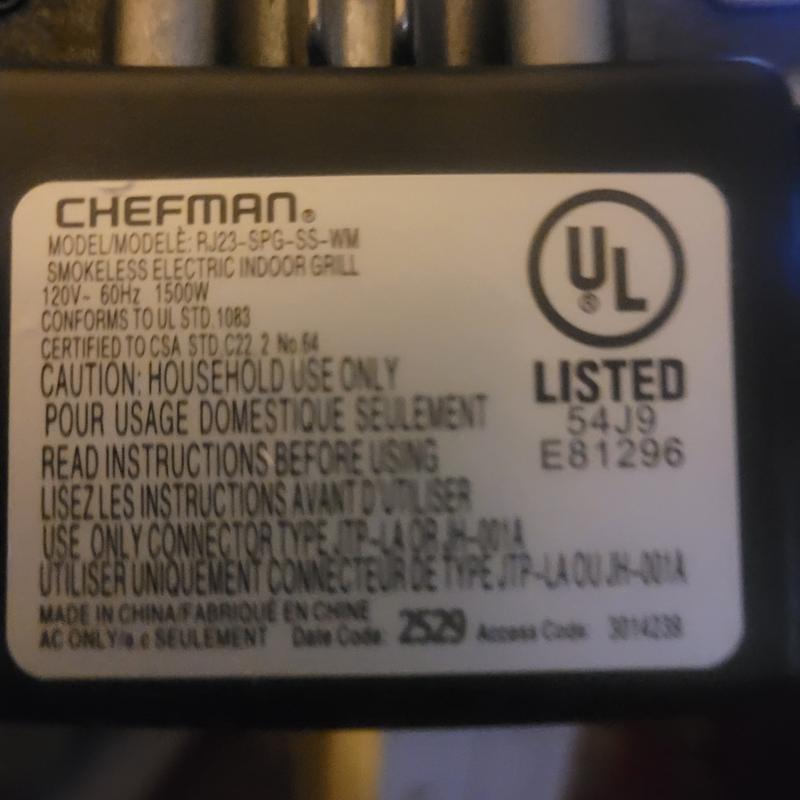 CHEFMAN®
MODEL/MODELÈ: RJ23-SPG-SS-WM
SMOKELESS ELECTRIC INDOOR GRILL
120V~ 60Hz 1500W
CONFORMS TO UL STD. 1083
CERTIFIED TO CSA STD. C22. 2 No.64
CAUTION: HOUSEHOLD USE ONLY
POUR USAGE DOMESTIQUE SEULEMENT
READ INSTRUCTIONS BEFORE USING
LISEZ LES INSTRUCTIONS AVANT D'UTILISER
USE ONLY CONNECTOR TYPE JTP-LA OR JH-001A
UTILISER UNIQUEMENT CONNECTEUR DE TYPE JTP-LA OU JH-001A
MADE IN CHINA/FABRIQUÉ EN CHINE
AC ONLY/a.c SEULEMENT Date Code: 2529 Access Code: 3014238
UL®
LISTED
54J9
E81296